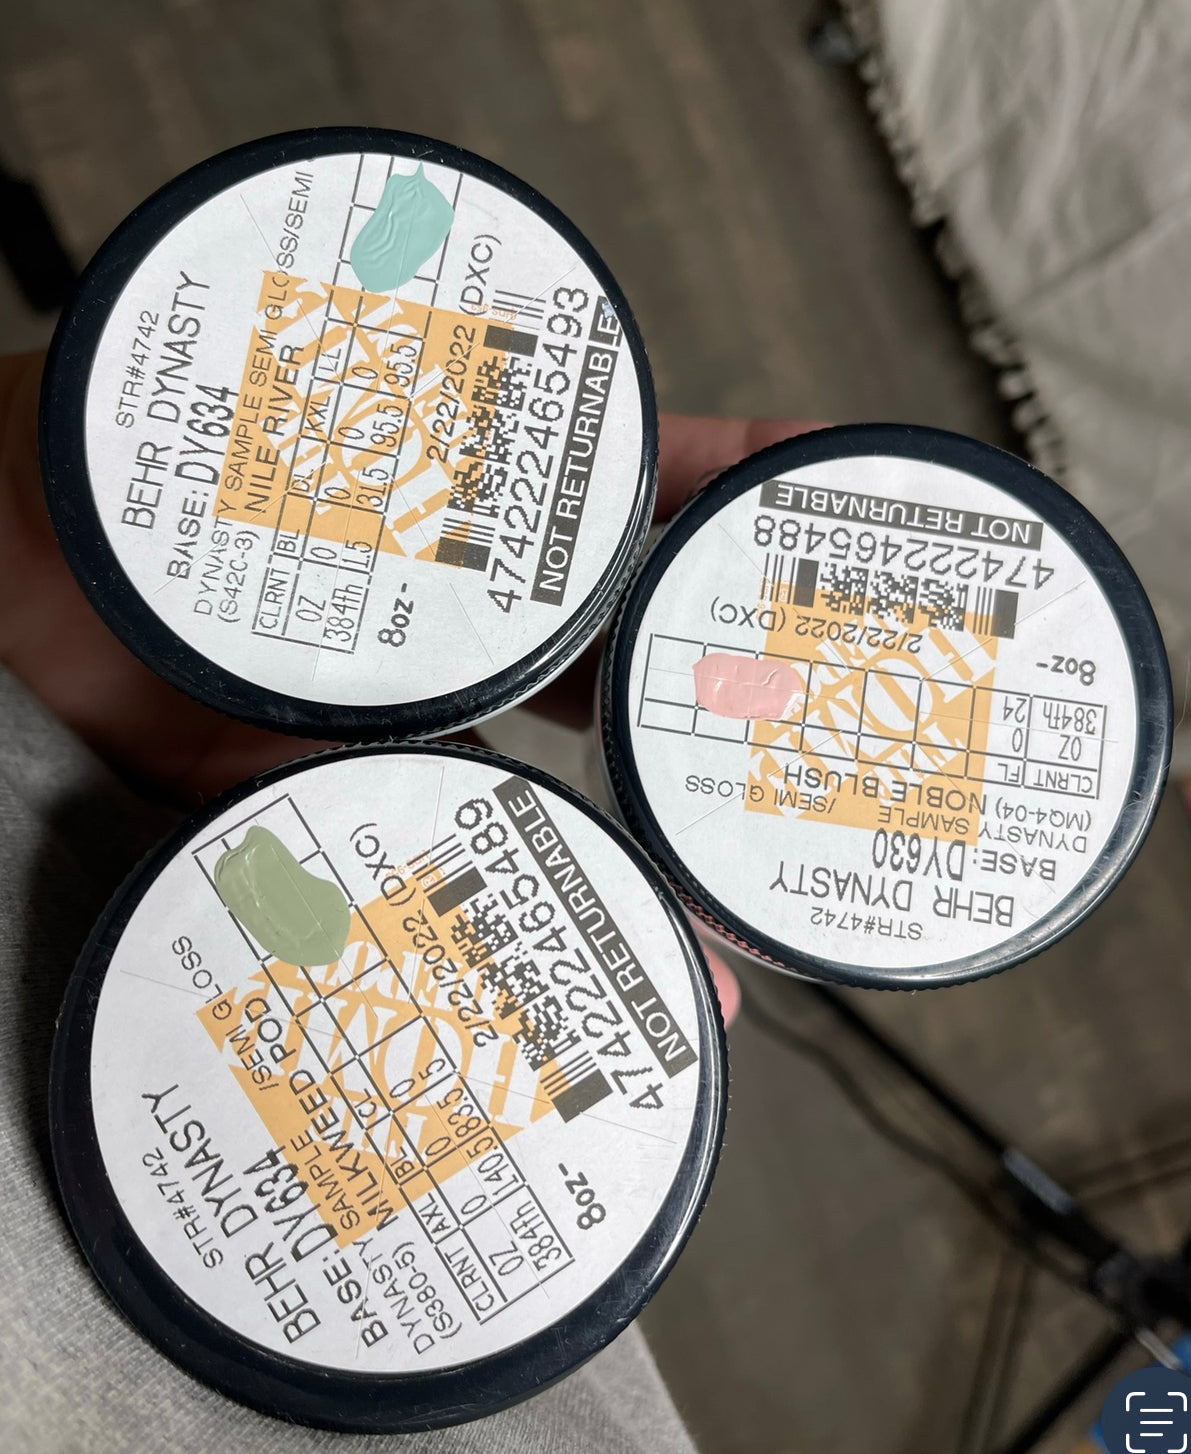 STR#4742
BEHR DYNASTY
BASE: DY634
DYNASTY SAMPLE SEMI GLOSS/SEMI
(S42C-3) NILE RIVER
CLRNT BL DL KXL LL
OZ 0 0 0 0
384th 1.5 31.5 95.5 95.5
8oz- 2/22/2022 (DXC)
474222465493
NOT RETURNABLE
STR#4742
BEHR DYNASTY
BASE: DY630
DYNASTY SAMPLE /SEMI GLOSS
(MQ4-04) NOBLE BLUSH
CLRNT FL
OZ 0
384th 24
8oz- 2/22/2022 (DXC)
474222465488
NOT RETURNABLE
STR#4742
BEHR DYNASTY
BASE: DY634
DYNASTY SAMPLE /SEMI GLOSS
(S380-5) MILKWEED POD
CLRNT AXL BL CL
OZ 0 0 0
384th 140.5 83.5 5
8oz- 2/22/2022 (DXC)
474222465489
NOT RETURNABLE